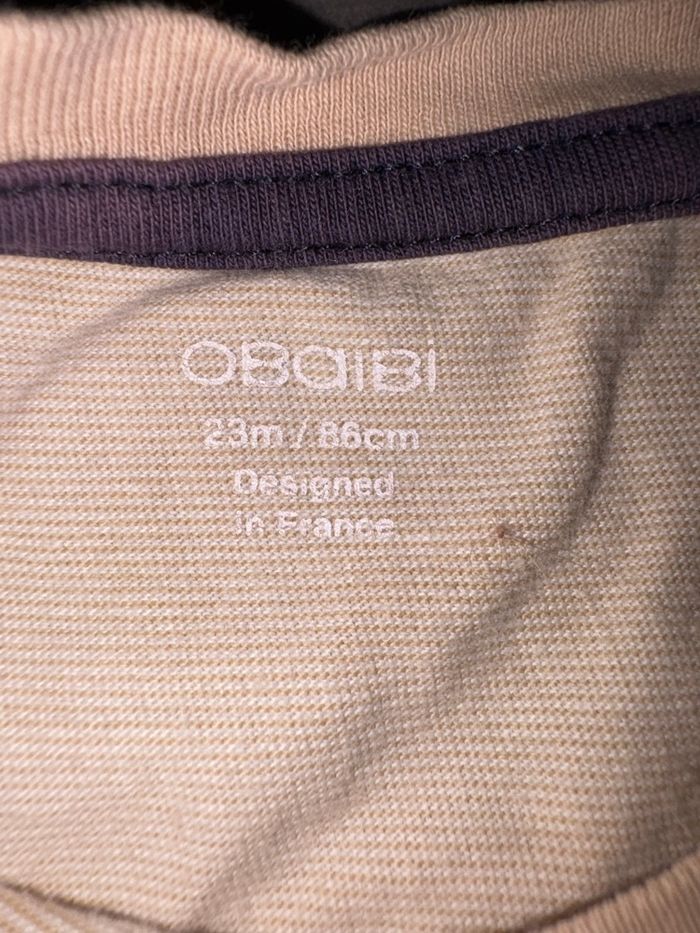 OBaIBi
23m / 86cm
Designed
in France